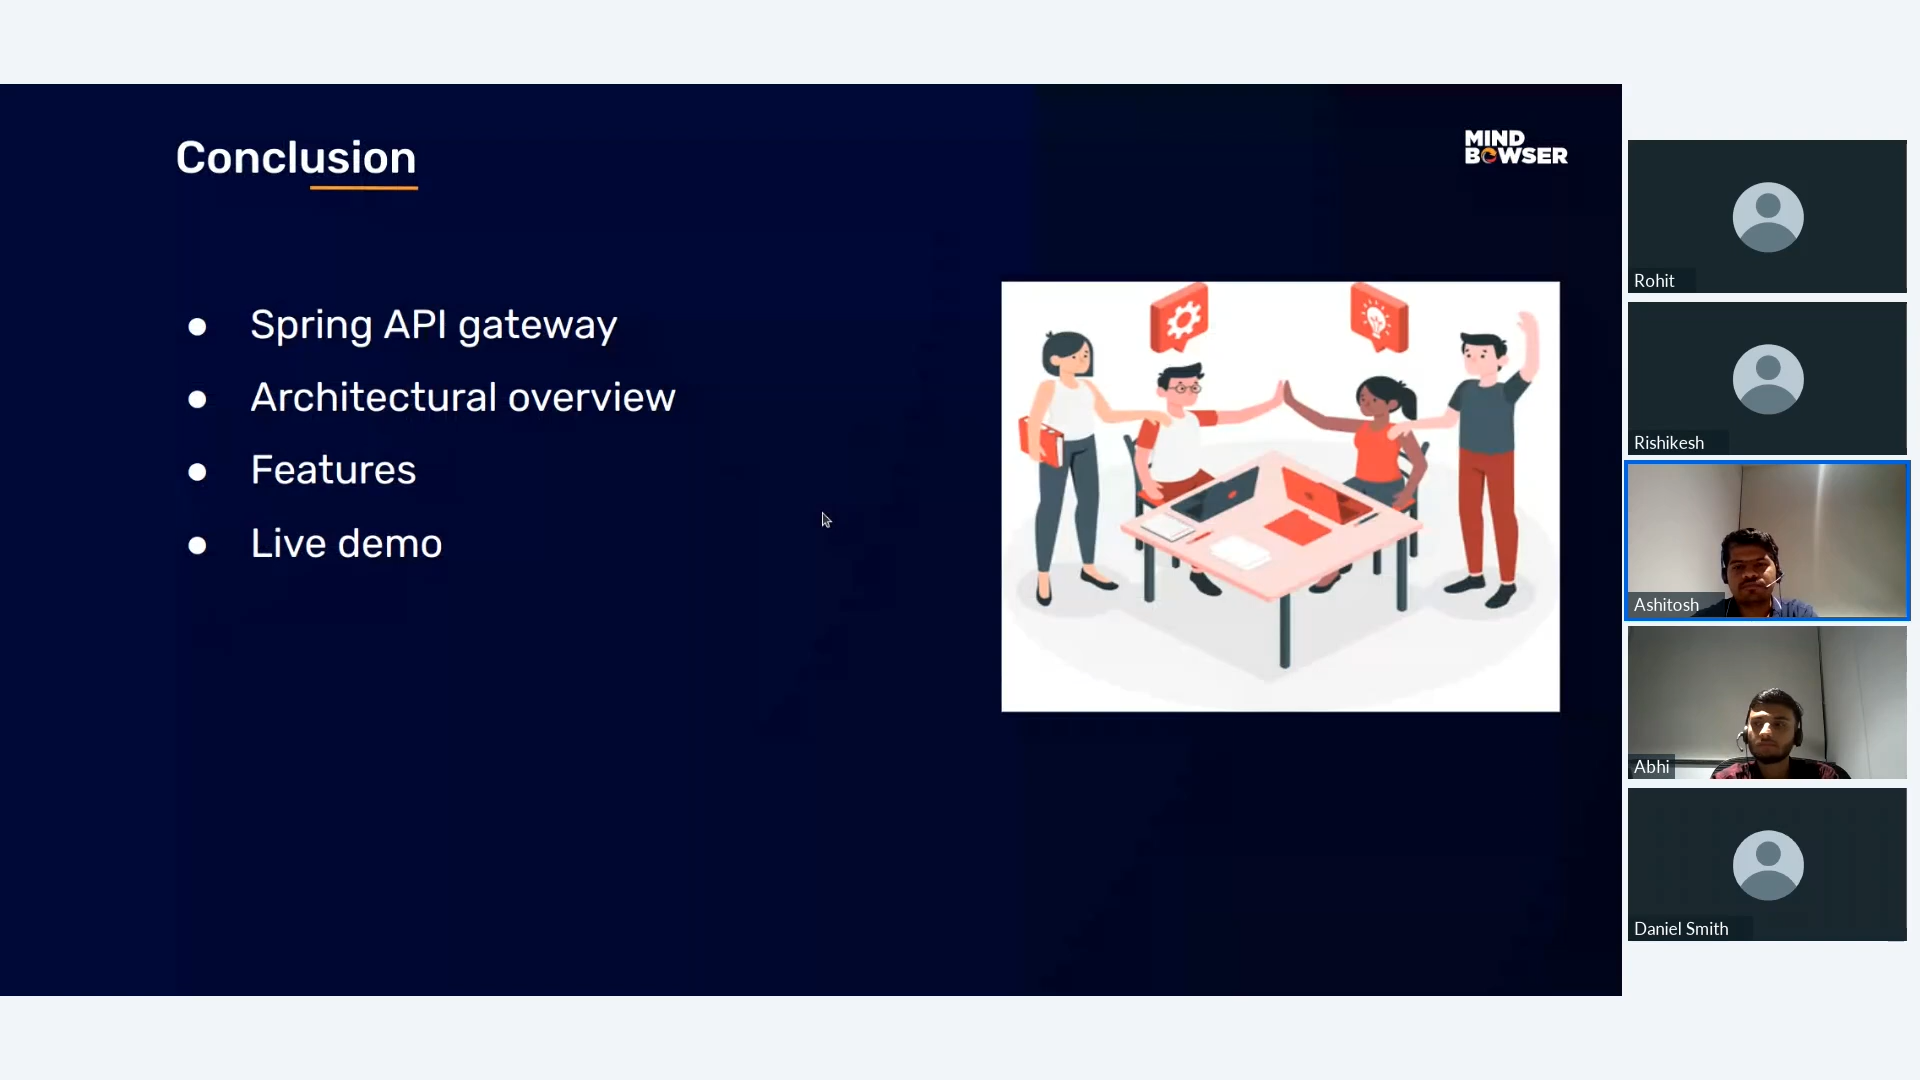 Conclusion
MIND
BOWSER
● Spring API gateway
● Architectural overview
● Features
● Live demo
Rohit
Rishikesh
Ashitosh
Abhi
Daniel Smith